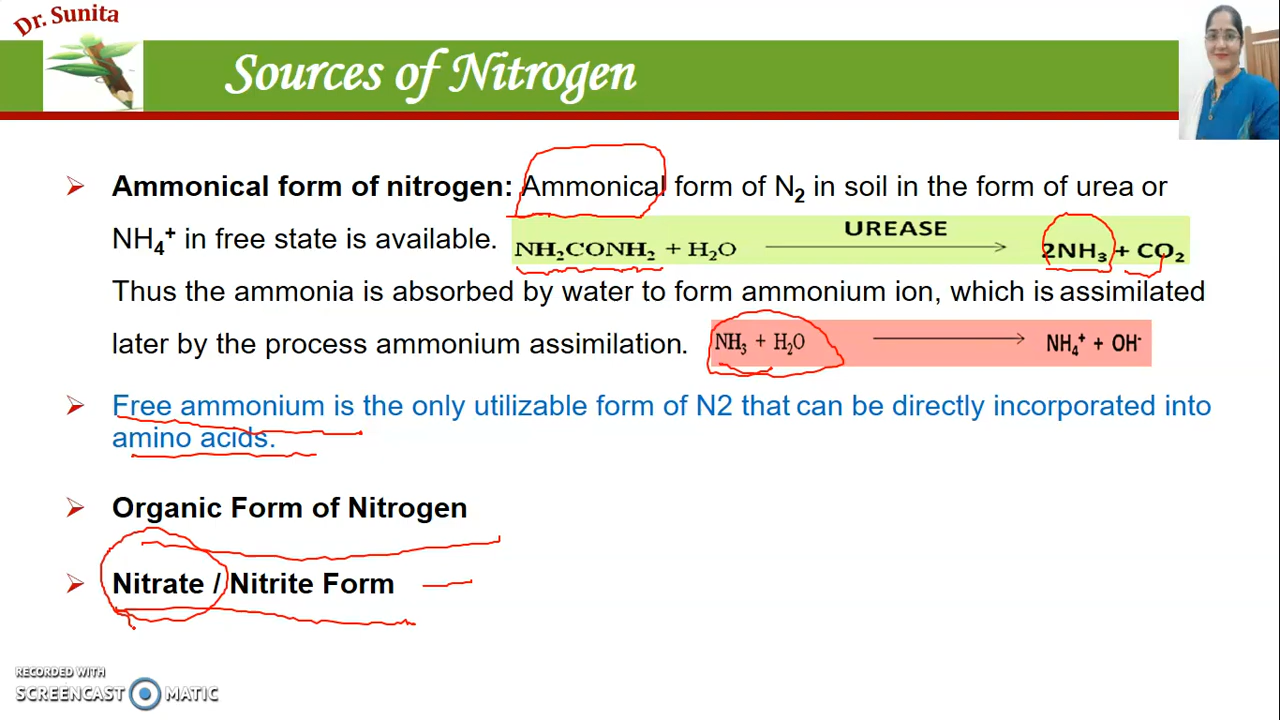 Dr. Sunita
Sources of Nitrogen
Ammonical form of nitrogen: Ammonical form of N₂ in soil in the form of urea or
NH₄⁺ in free state is available. NH₂CONH₂ + H₂O UREASE → 2NH₃ + CO₂
Thus the ammonia is absorbed by water to form ammonium ion, which is assimilated
later by the process ammonium assimilation. NH₃ + H₂O → NH₄⁺ + OH⁻
Free ammonium is the only utilizable form of N2 that can be directly incorporated into
amino acids.
Organic Form of Nitrogen
Nitrate / Nitrite Form
RECORDED WITH
SCREENCAST MATIC